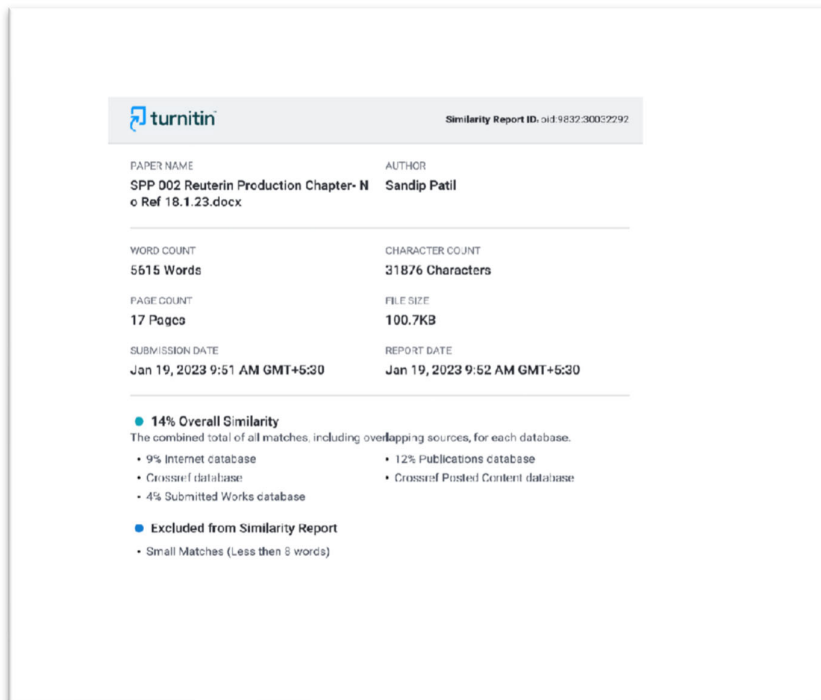 turnitin
Similarity Report ID: oid:9832:30032292
PAPER NAME
SPP 002 Reuterin Production Chapter- N
o Ref 18.1.23.docx
AUTHOR
Sandip Patil
WORD COUNT
5615 Words
CHARACTER COUNT
31876 Characters
PAGE COUNT
17 Pages
FILE SIZE
100.7KB
SUBMISSION DATE
Jan 19, 2023 9:51 AM GMT+5:30
REPORT DATE
Jan 19, 2023 9:52 AM GMT+5:30
● 14% Overall Similarity
The combined total of all matches, including overlapping sources, for each database.
• 9% Internet database
• 12% Publications database
• Crossref database
• Crossref Posted Content database
• 4% Submitted Works database
● Excluded from Similarity Report
• Small Matches (Less then 8 words)